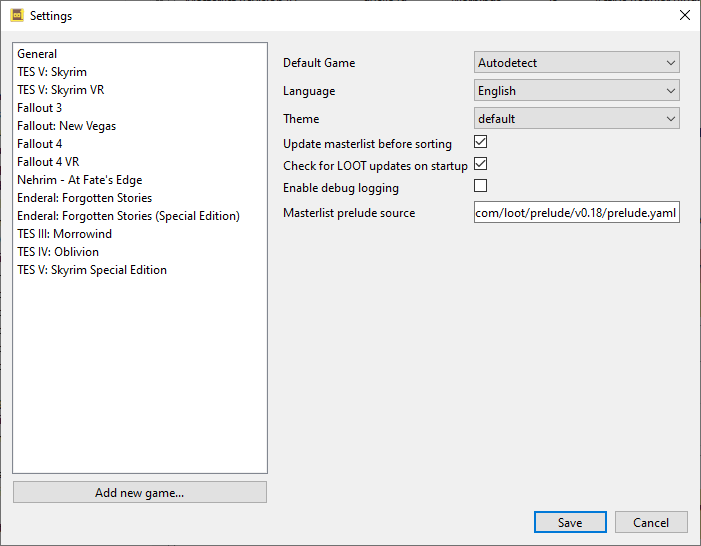 Settings
General
TES V: Skyrim
TES V: Skyrim VR
Fallout 3
Fallout: New Vegas
Fallout 4
Fallout 4 VR
Nehrim - At Fate's Edge
Enderal: Forgotten Stories
Enderal: Forgotten Stories (Special Edition)
TES III: Morrowind
TES IV: Oblivion
TES V: Skyrim Special Edition
Add new game...
Default Game
Autodetect
Language
English
Theme
default
Update masterlist before sorting
Check for LOOT updates on startup
Enable debug logging
Masterlist prelude source
com/loot/prelude/v0.18/prelude.yaml
Save
Cancel